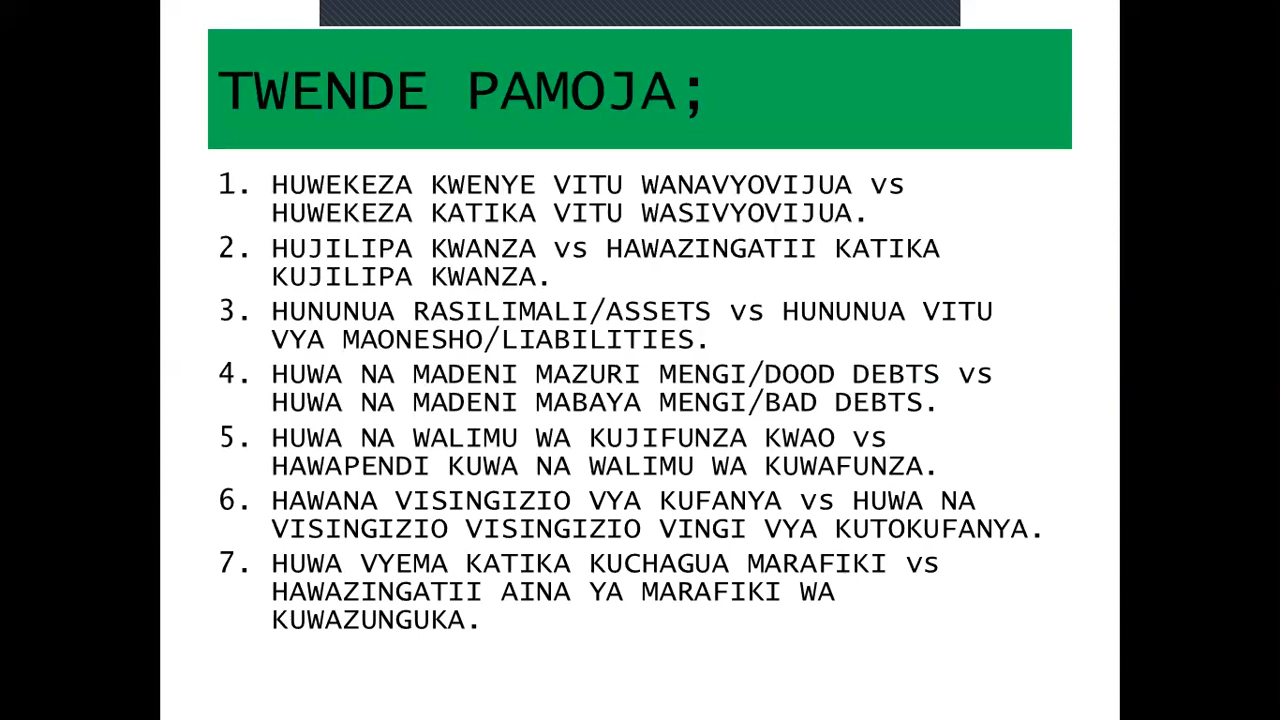 TWENDE PAMOJA;
1. HUWEKEZA KWENYE VITU WANAVYOVIJUA vs
HUWEKEZA KATIKA VITU WASIVYOVIJUA.
2. HUJILIPA KWANZA vs HAWAZINGATII KATIKA
KUJILIPA KWANZA.
3. HUNUNUA RASILIMALI/ASSETS vs HUNUNUA VITU
VYA MAONESHO/LIABILITIES.
4. HUWA NA MADENI MAZURI MENGI/DOOD DEBTS vs
HUWA NA MADENI MABAYA MENGI/BAD DEBTS.
5. HUWA NA WALIMU WA KUJIFUNZA KWAO vs
HAWAPENDI KUWA NA WALIMU WA KUWAFUNZA.
6. HAWANA VISINGIZIO VYA KUFANYA vs HUWA NA
VISINGIZIO VISINGIZIO VINGI VYA KUTOKUFANYA.
7. HUWA VYEMA KATIKA KUCHAGUA MARAFIKI vs
HAWAZINGATII AINA YA MARAFIKI WA
KUWAZUNGUKA.